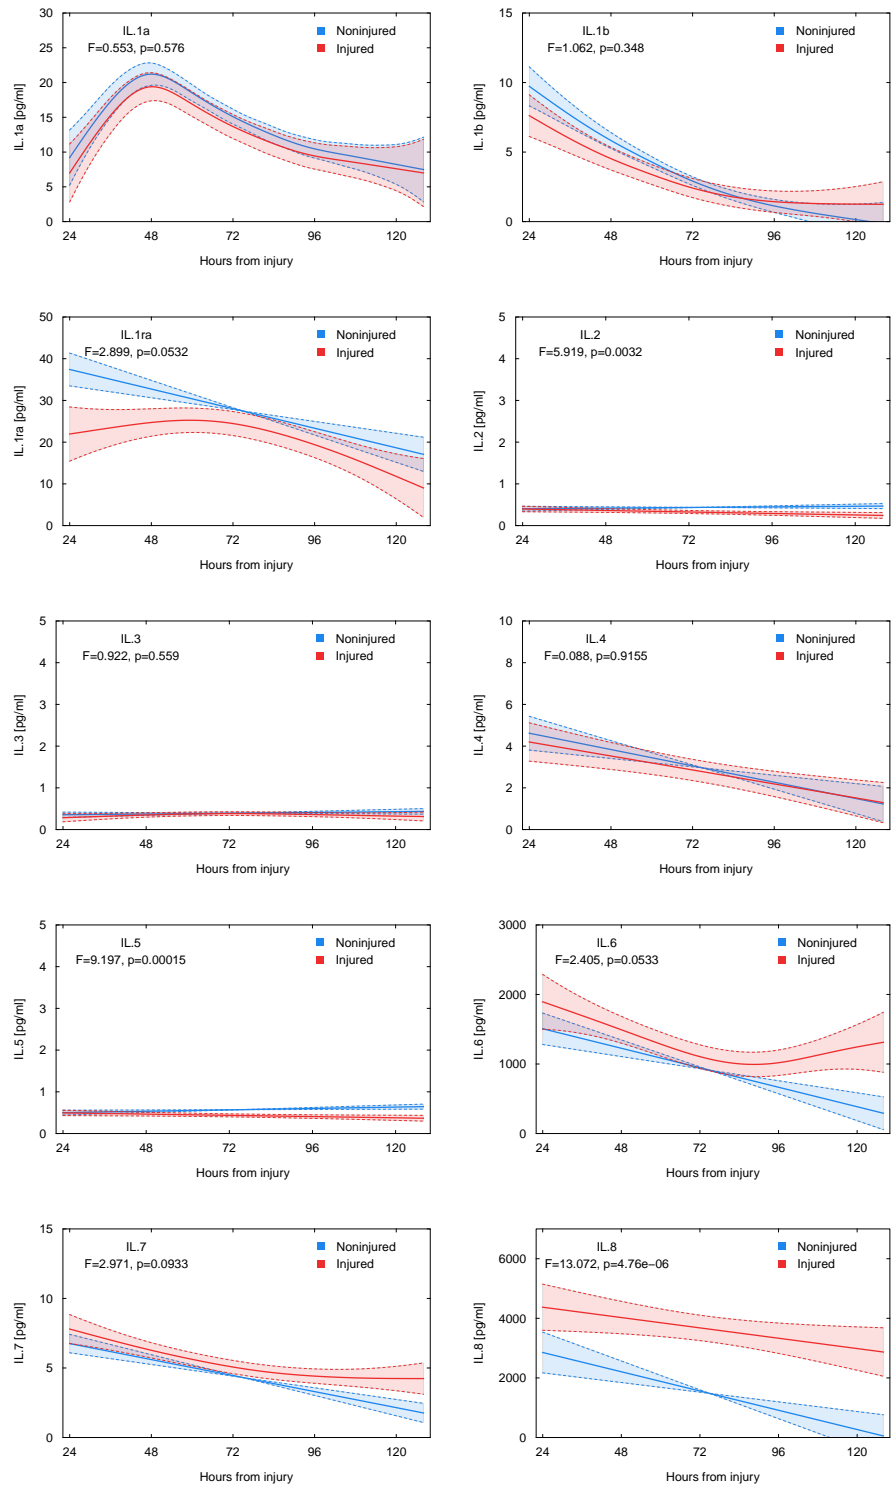 IL.1a
F=0.553, p=0.576
Noninjured
Injured
30
25
20
15
10
5
0
24 48 72 96 120
IL.1a [pg/ml]
Hours from injury
IL.1b
F=1.062, p=0.348
Noninjured
Injured
15
10
5
0
24 48 72 96 120
IL.1b [pg/ml]
Hours from injury
IL.1ra
F=2.899, p=0.0532
Noninjured
Injured
50
40
30
20
10
0
24 48 72 96 120
IL.1ra [pg/ml]
Hours from injury
IL.2
F=5.919, p=0.0032
Noninjured
Injured
5
4
3
2
1
0
24 48 72 96 120
IL.2 [pg/ml]
Hours from injury
IL.3
F=0.922, p=0.559
Noninjured
Injured
5
4
3
2
1
0
24 48 72 96 120
IL.3 [pg/ml]
Hours from injury
IL.4
F=0.088, p=0.9155
Noninjured
Injured
10
8
6
4
2
0
24 48 72 96 120
IL.4 [pg/ml]
Hours from injury
IL.5
F=9.197, p=0.00015
Noninjured
Injured
5
4
3
2
1
0
24 48 72 96 120
IL.5 [pg/ml]
Hours from injury
IL.6
F=2.405, p=0.0533
Noninjured
Injured
3000
2000
1000
0
24 48 72 96 120
IL.6 [pg/ml]
Hours from injury
IL.7
F=2.971, p=0.0933
Noninjured
Injured
15
10
5
0
24 48 72 96 120
IL.7 [pg/ml]
Hours from injury
IL.8
F=13.072, p=4.76e−06
Noninjured
Injured
6000
4000
2000
0
24 48 72 96 120
IL.8 [pg/ml]
Hours from injury